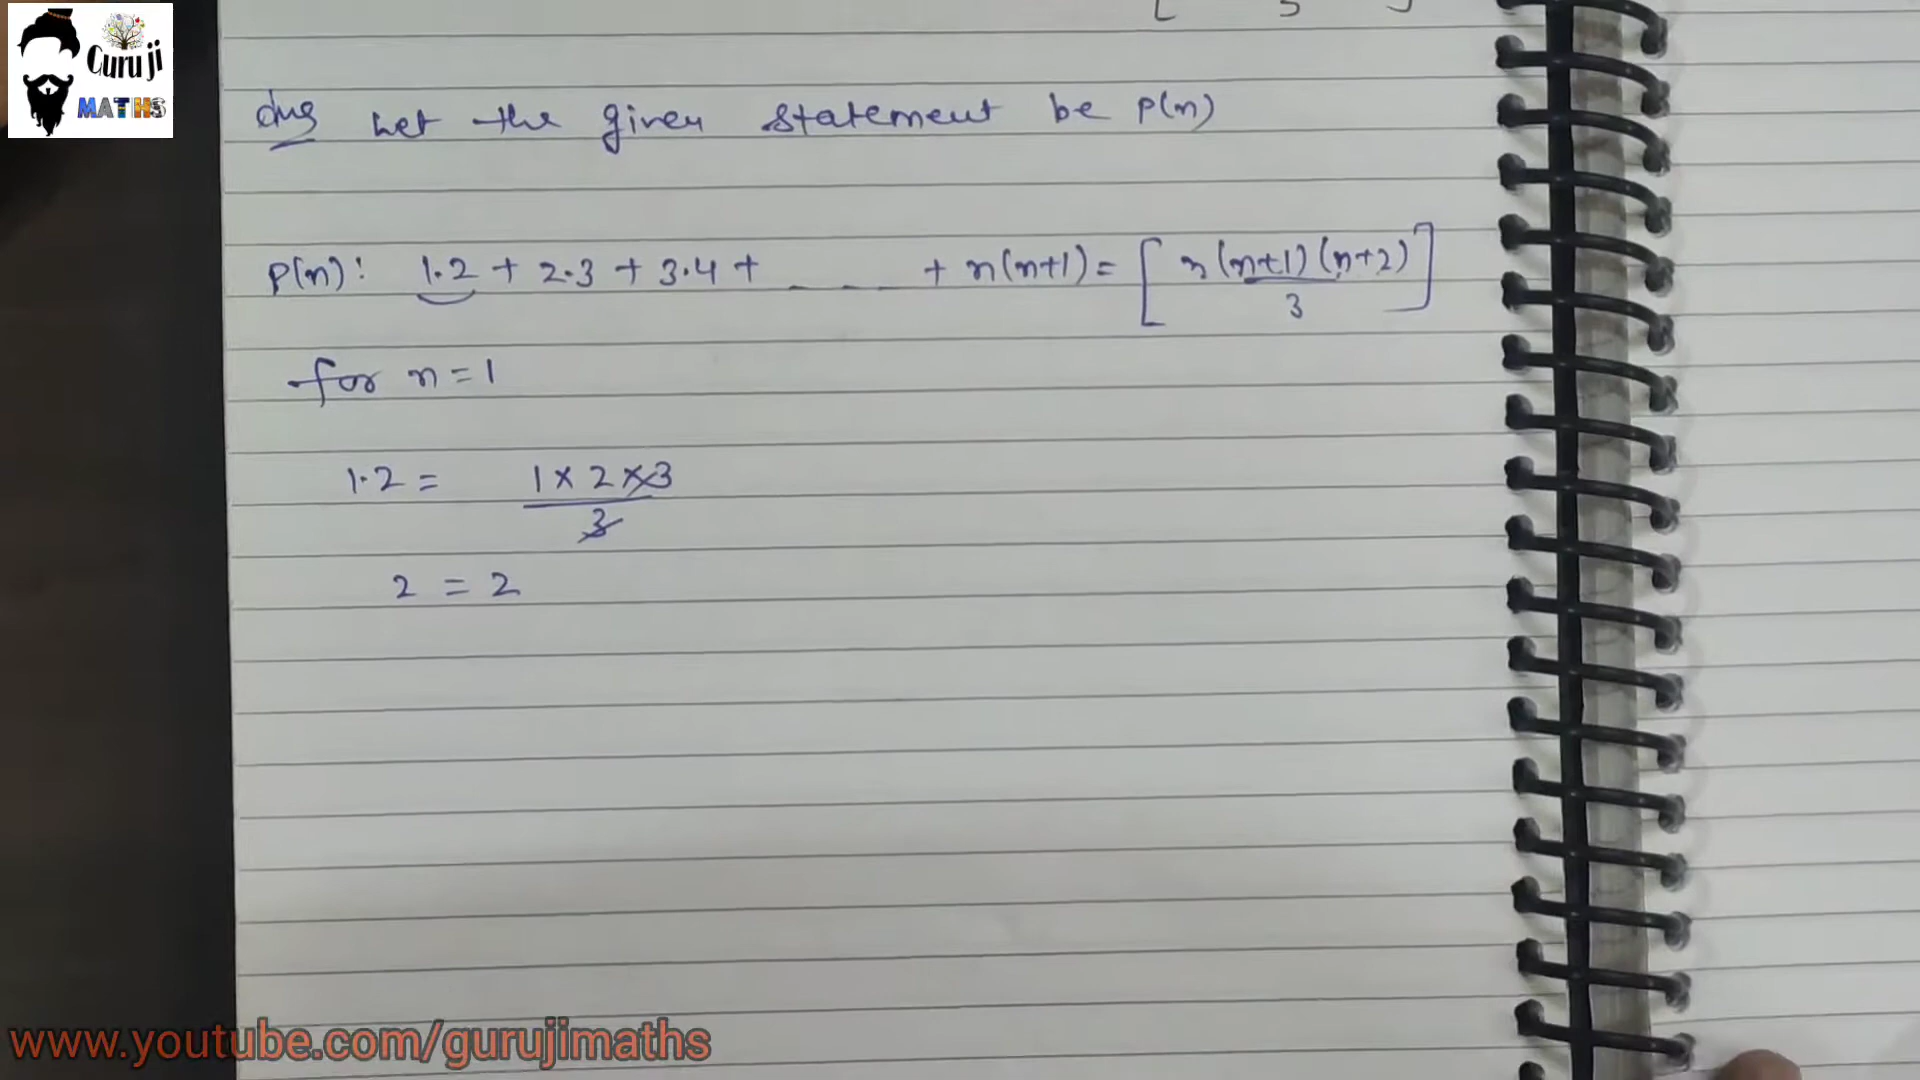 Guru ji
MATHS
Ans Let the given statement be P(n)
P(n): 1.2 + 2.3 + 3.4 + _ _ _ _ + n(n+1) = [ n(n+1)(n+2) / 3 ]
for n = 1
1.2 = 1 × 2 × 3 / 3
2 = 2
www.youtube.com/gurujimaths